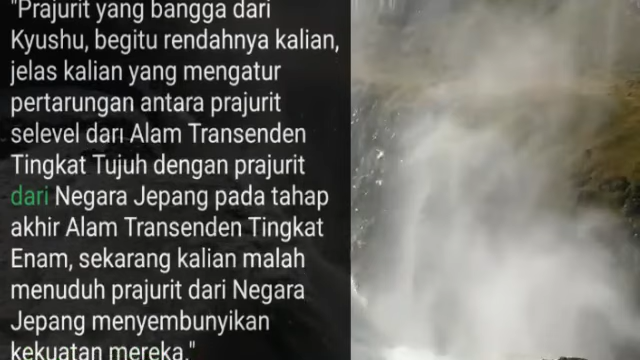 "Prajurit yang bangga dari
Kyushu, begitu rendahnya kalian,
jelas kalian yang mengatur
pertarungan antara prajurit
selevel dari Alam Transenden
Tingkat Tujuh dengan prajurit
dari Negara Jepang pada tahap
akhir Alam Transenden Tingkat
Enam, sekarang kalian malah
menuduh prajurit dari Negara
Jepang menyembunyikan
kekuatan mereka."